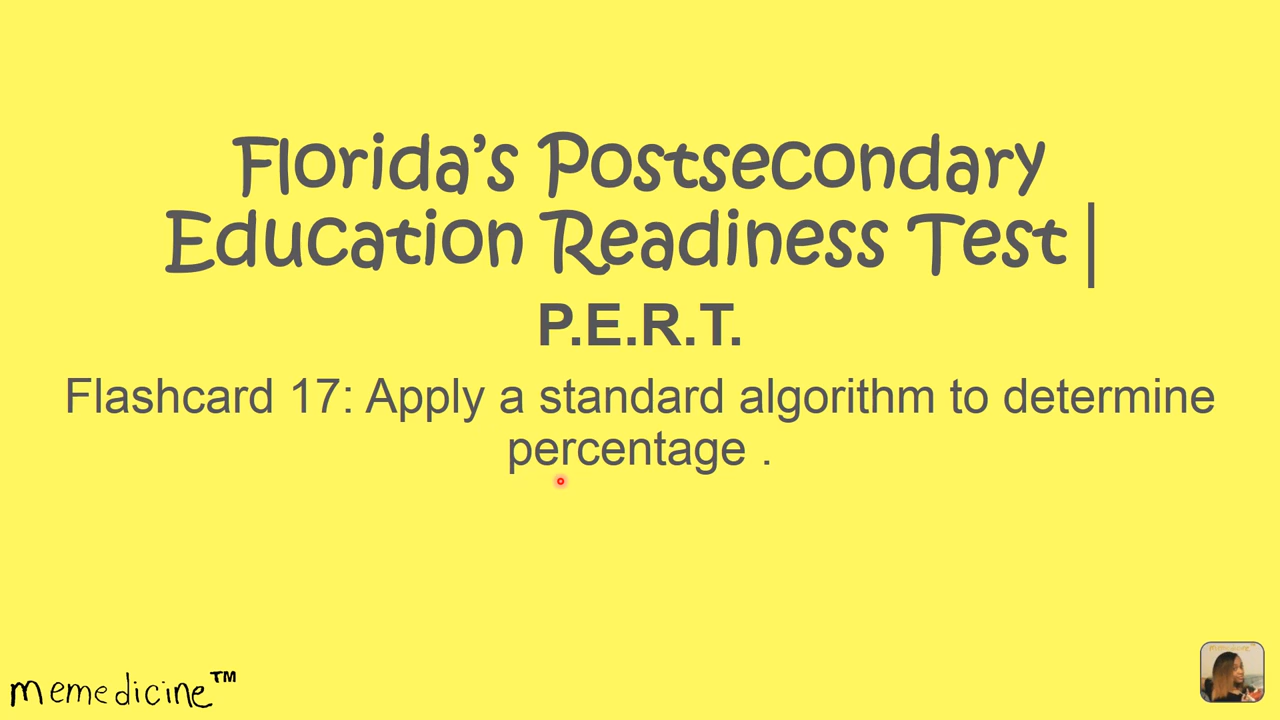 Florida’s Postsecondary
Education Readiness Test|
P.E.R.T.
Flashcard 17: Apply a standard algorithm to determine
percentage .
memedicine™